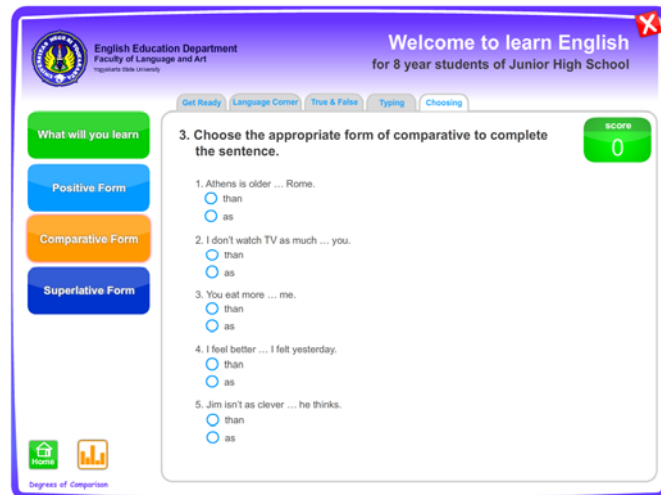 English Education Department
Faculty of Language and Art
Yogyakarta State University
Welcome to learn English
for 8 year students of Junior High School
Get Ready
Language Corner
True & False
Typing
Choosing
What will you learn
Positive Form
Comparative Form
Superlative Form
3. Choose the appropriate form of comparative to complete
the sentence.
score
0
1. Athens is older ... Rome.
than
as
2. I don't watch TV as much ... you.
than
as
3. You eat more ... me.
than
as
4. I feel better ... I felt yesterday.
than
as
5. Jim isn't as clever ... he thinks.
than
as
Home
Degrees of Comparison